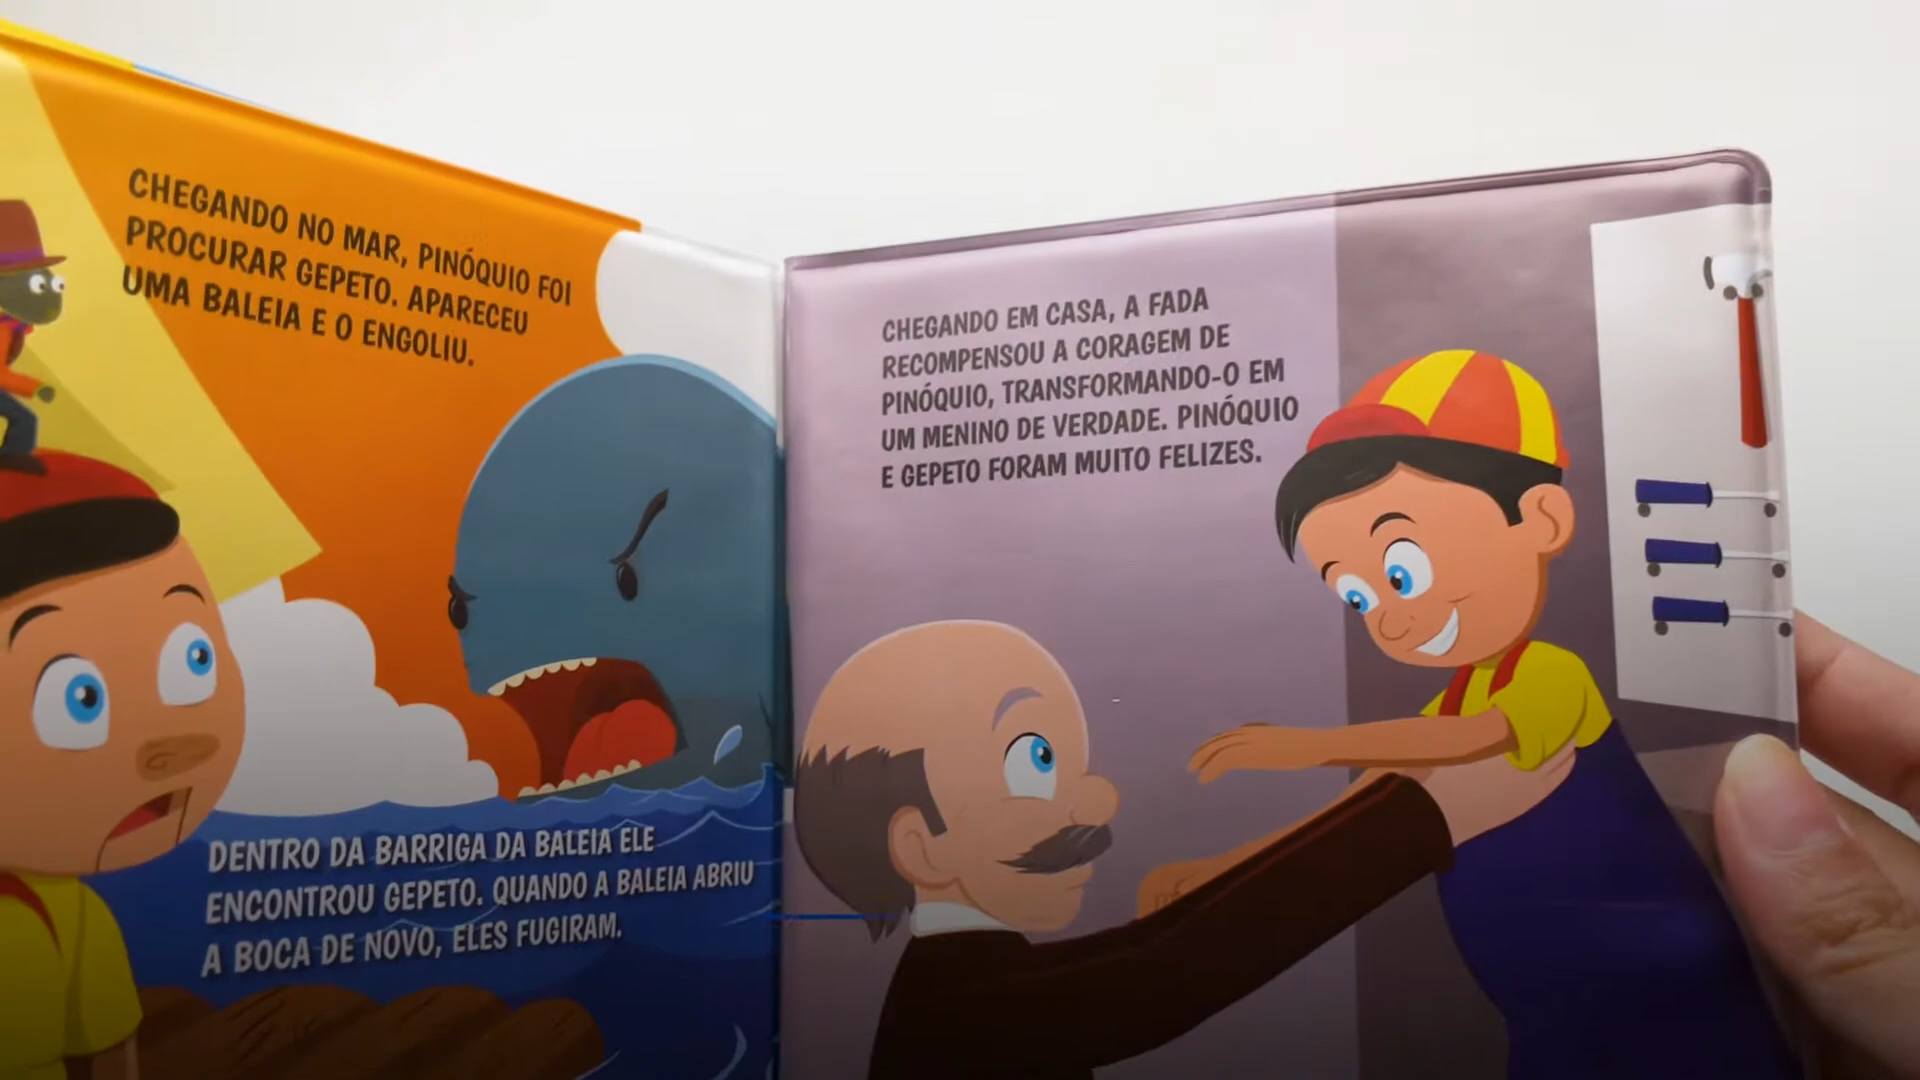 CHEGANDO NO MAR, PINÓQUIO FOI
PROCURAR GEPETO. APARECEU
UMA BALEIA E O ENGOLIU.
DENTRO DA BARRIGA DA BALEIA ELE
ENCONTROU GEPETO. QUANDO A BALEIA ABRIU
A BOCA DE NOVO, ELES FUGIRAM.
CHEGANDO EM CASA, A FADA
RECOMPENSOU A CORAGEM DE
PINÓQUIO, TRANSFORMANDO-O EM
UM MENINO DE VERDADE. PINÓQUIO
E GEPETO FORAM MUITO FELIZES.